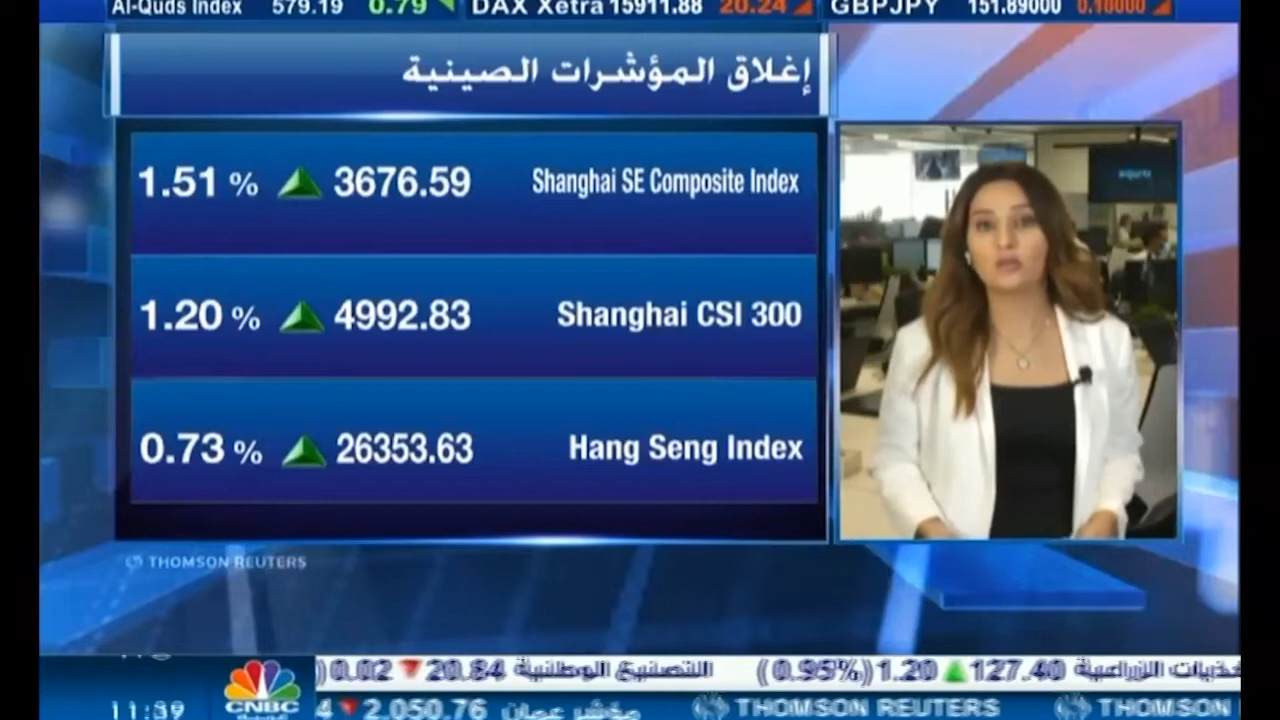 Al-Quds Index 579.19 0.79 DAX Xetra 15911.88 20.24 GBPJPY 151.89000 0.10000
إغلاق المؤشرات الصينية
1.51 % 3676.59 Shanghai SE Composite Index
1.20 % 4992.83 Shanghai CSI 300
0.73 % 26353.63 Hang Seng Index
THOMSON REUTERS
)0.02 20.84 التصنيع الوطنية (0.95%) 1.20 127.40 الزراعية
CNBC
عربية
11:39
4 2.050.76 مؤشر عمان THOMSON REUTERS THOMSON